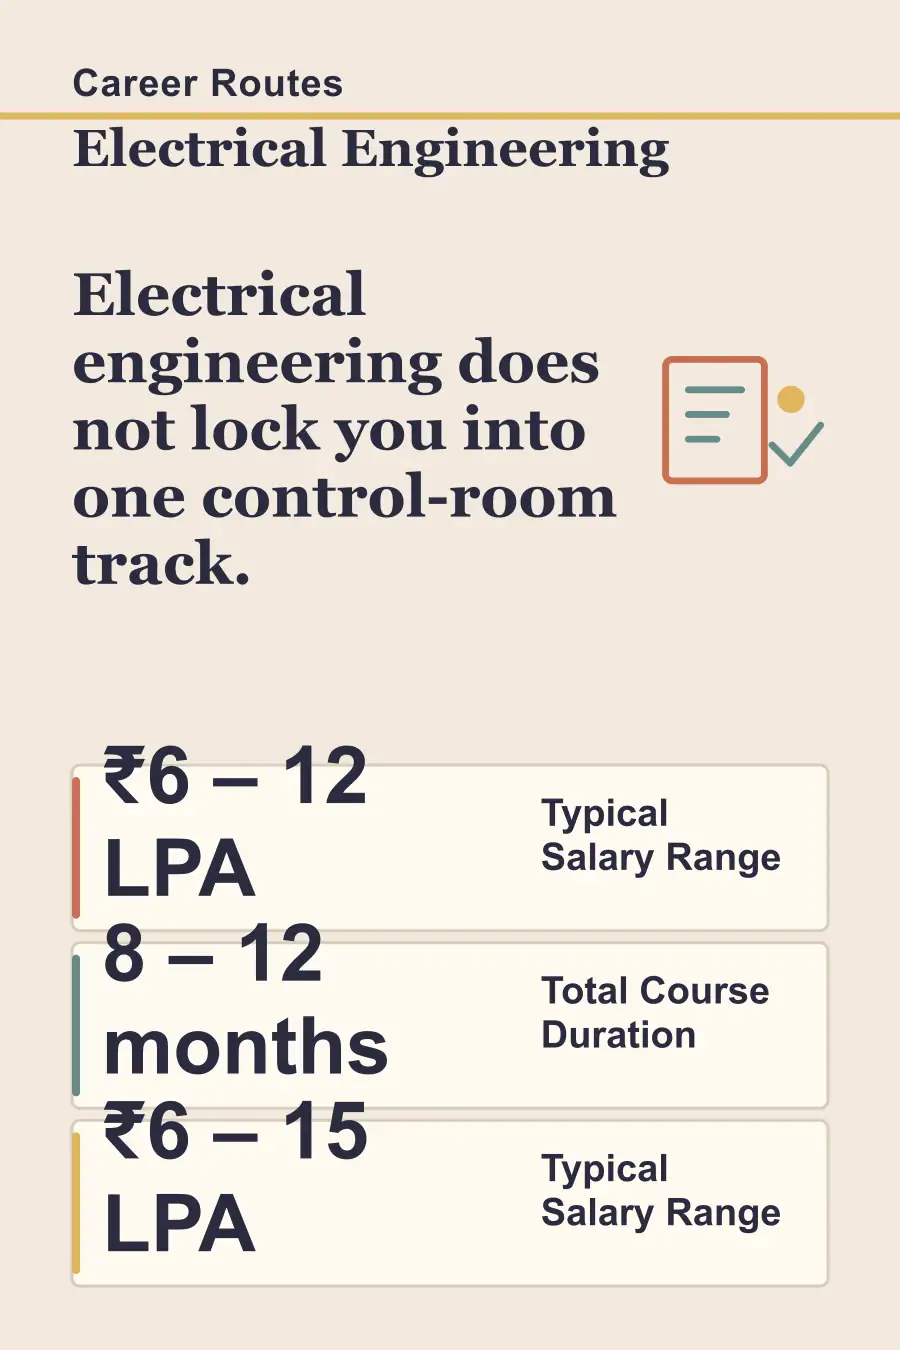 Career Routes
Electrical Engineering
Electrical
engineering does
not lock you into
one control-room
track.
₹6 – 12
LPA
Typical
Salary Range
8 – 12
months
Total Course
Duration
₹6 – 15
LPA
Typical
Salary Range